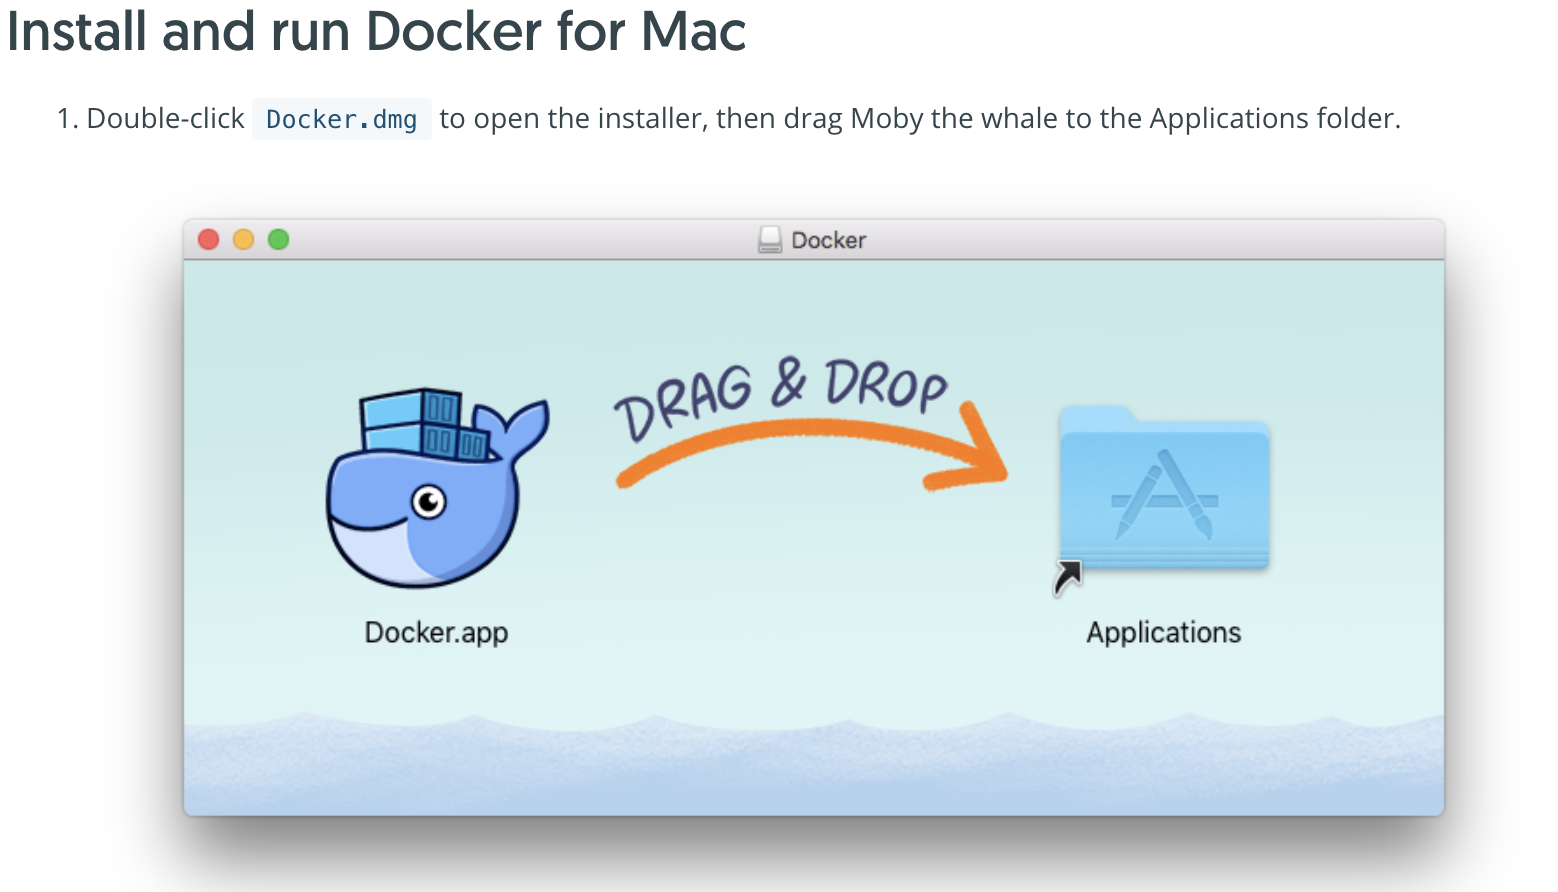 Install and run Docker for Mac
1. Double-click Docker.dmg to open the installer, then drag Moby the whale to the Applications folder.
Docker
DRAG & DROP
Docker.app
Applications